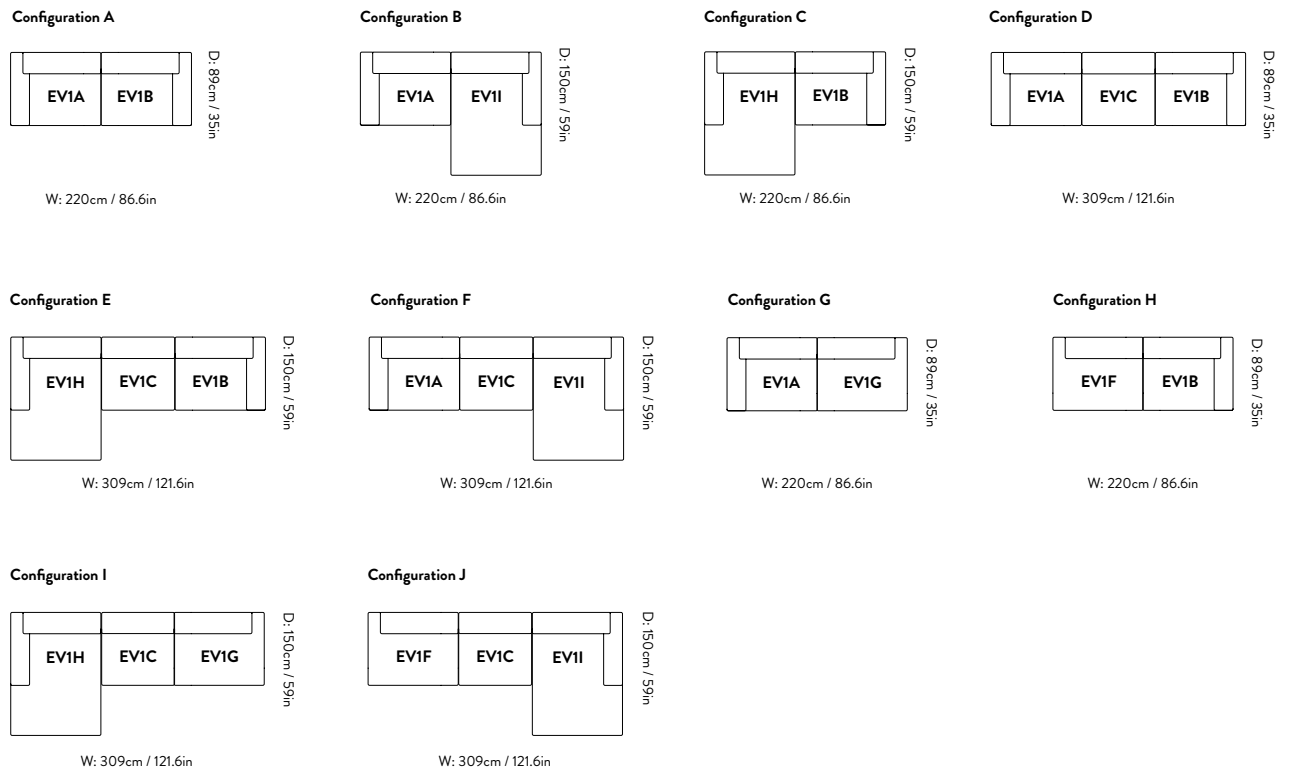 Configuration A
EV1A EV1B
D: 89cm / 35in
W: 220cm / 86.6in
Configuration B
EV1A EV1I
D: 150cm / 59in
W: 220cm / 86.6in
Configuration C
EV1H EV1B
D: 150cm / 59in
W: 220cm / 86.6in
Configuration D
EV1A EV1C EV1B
D: 89cm / 35in
W: 309cm / 121.6in
Configuration E
EV1H EV1C EV1B
D: 150cm / 59in
W: 309cm / 121.6in
Configuration F
EV1A EV1C EV1I
D: 150cm / 59in
W: 309cm / 121.6in
Configuration G
EV1A EV1G
D: 89cm / 35in
W: 220cm / 86.6in
Configuration H
EV1F EV1B
D: 89cm / 35in
W: 220cm / 86.6in
Configuration I
EV1H EV1C EV1G
D: 150cm / 59in
W: 309cm / 121.6in
Configuration J
EV1F EV1C EV1I
D: 150cm / 59in
W: 309cm / 121.6in